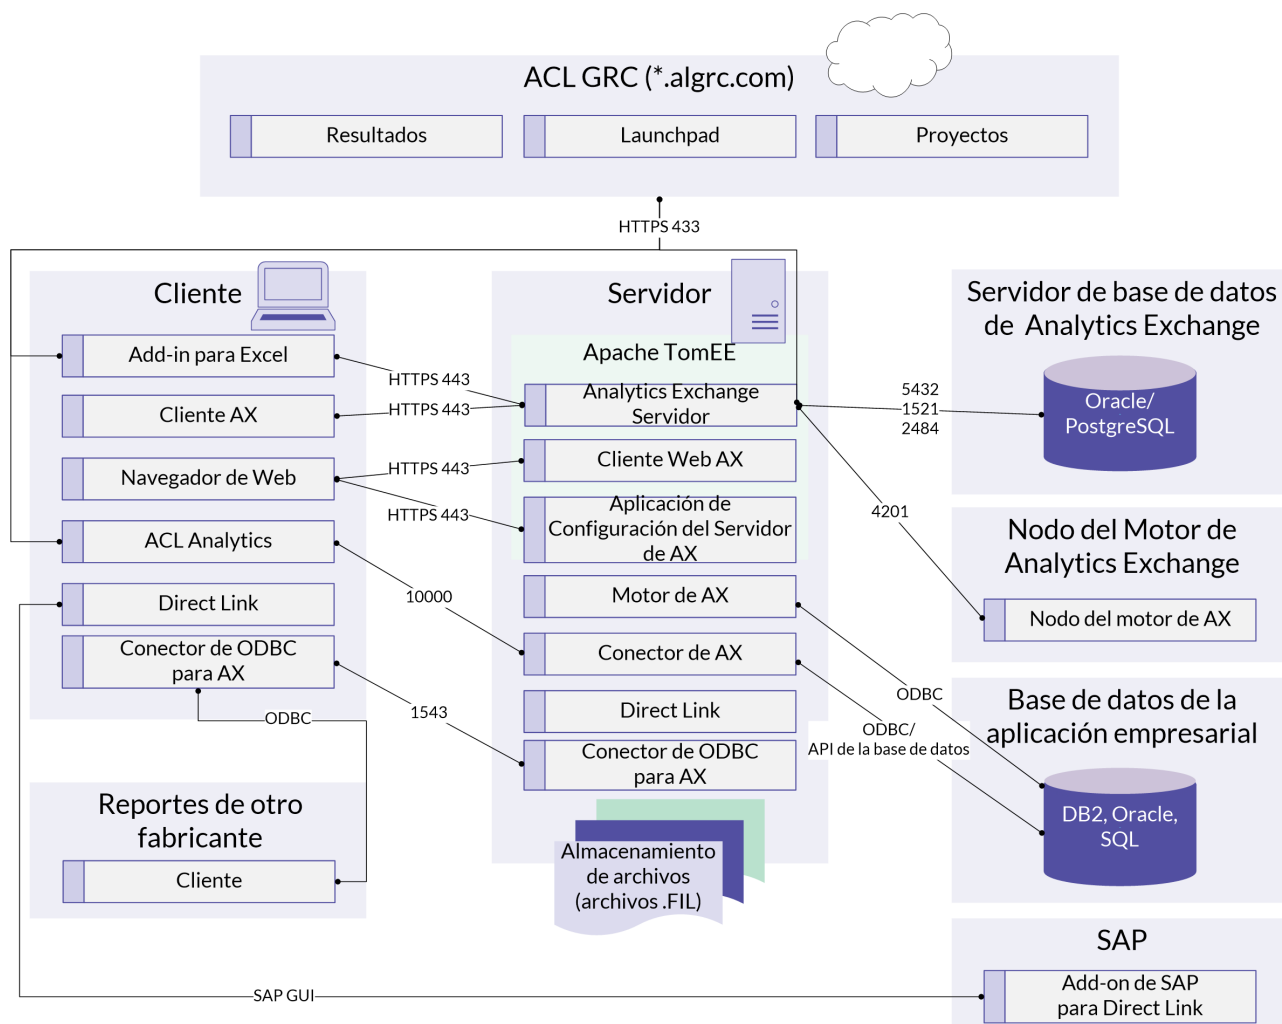 ACL GRC (*.algrc.com)
Resultados
Launchpad
Proyectos
HTTPS 433
Cliente
Add-in para Excel
Cliente AX
Navegador de Web
ACL Analytics
Direct Link
Conector de ODBC
para AX
HTTPS 443
HTTPS 443
HTTPS 443
HTTPS 443
10000
1543
ODBC
Reportes de otro
fabricante
Cliente
Servidor
Apache TomEE
Analytics Exchange
Servidor
Cliente Web AX
Aplicación de
Configuración del Servidor
de AX
Motor de AX
Conector de AX
Direct Link
Conector de ODBC
para AX
Almacenamiento
de archivos
(archivos .FIL)
5432
1521
2484
4201
ODBC
ODBC/
API de la base de datos
Servidor de base de datos
de Analytics Exchange
Oracle/
PostgreSQL
Nodo del Motor de
Analytics Exchange
Nodo del motor de AX
Base de datos de la
aplicación empresarial
DB2, Oracle,
SQL
SAP
Add-on de SAP
para Direct Link
SAP GUI